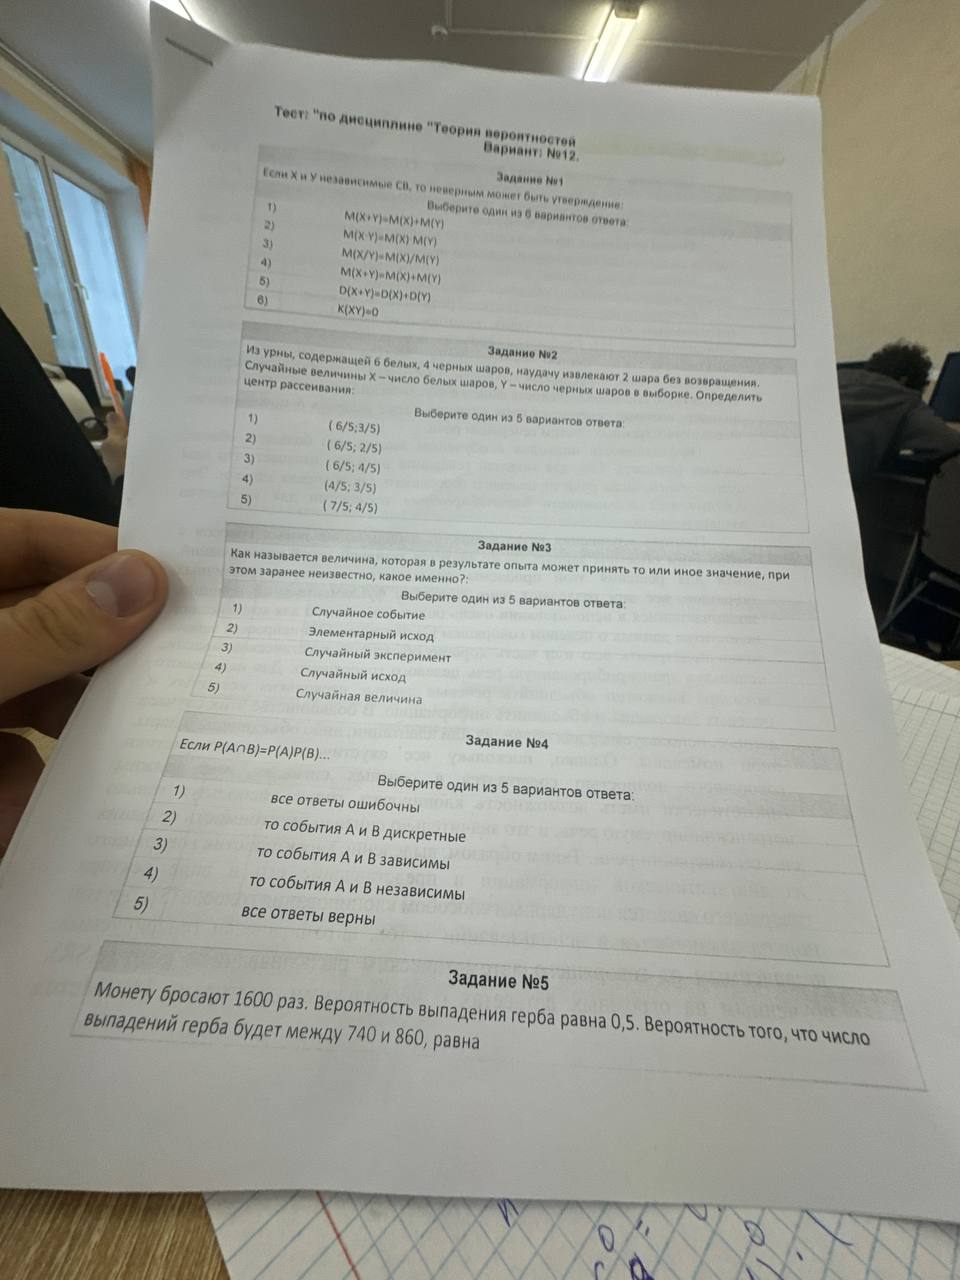 Тест: "по дисциплине "Теория вероятностей
Вариант: №12.
Задание №1
Если X и У независимые СВ, то неверным может быть утверждение:
Выберите один из 6 вариантов ответа:
1) M(X+Y)=M(X)+M(Y)
2) M(X·Y)=M(X)·M(Y)
3) M(X/Y)=M(X)/M(Y)
4) M(X+Y)=M(X)+M(Y)
5) D(X+Y)=D(X)+D(Y)
6) K(XY)=0
Задание №2
Из урны, содержащей 6 белых, 4 черных шаров, наудачу извлекают 2 шара без возвращения.
Случайные величины X – число белых шаров, Y – число черных шаров в выборке. Определить
центр рассеивания:
Выберите один из 5 вариантов ответа:
1) ( 6/5;3/5)
2) ( 6/5; 2/5)
3) ( 6/5; 4/5)
4) (4/5; 3/5)
5) ( 7/5; 4/5)
Задание №3
Как называется величина, которая в результате опыта может принять то или иное значение, при
этом заранее неизвестно, какое именно?:
Выберите один из 5 вариантов ответа:
1) Случайное событие
2) Элементарный исход
3) Случайный эксперимент
4) Случайный исход
5) Случайная величина
Задание №4
Если P(A∩B)=P(A)P(B)...
Выберите один из 5 вариантов ответа:
1) все ответы ошибочны
2) то события A и B дискретные
3) то события A и B зависимы
4) то события A и B независимы
5) все ответы верны
Задание №5
Монету бросают 1600 раз. Вероятность выпадения герба равна 0,5. Вероятность того, что число
выпадений герба будет между 740 и 860, равна